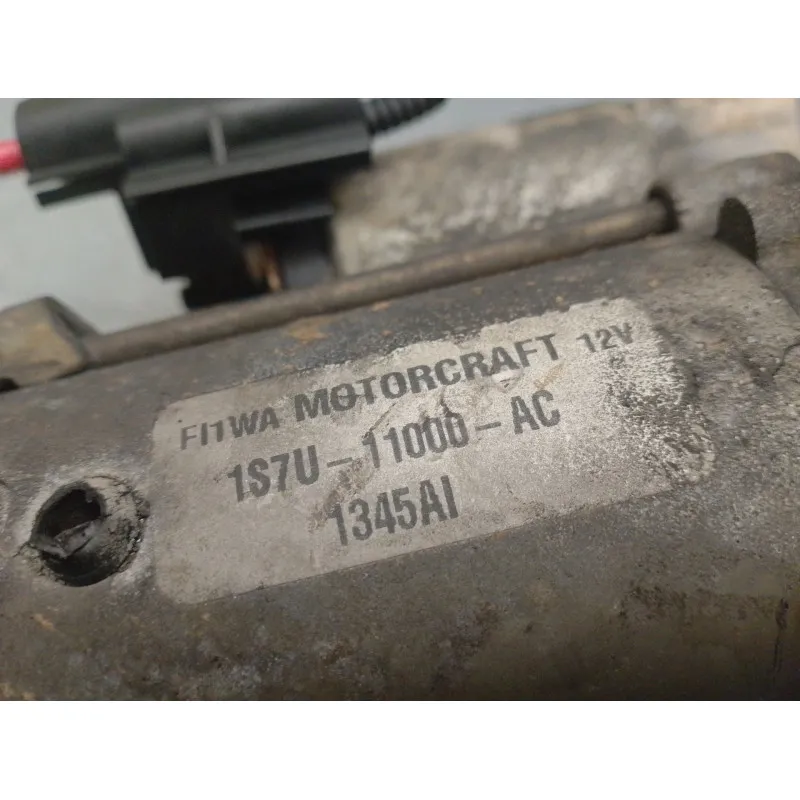 FI1WA MOTORCRAFT 12V
1S7U-11000-AC
1345AI